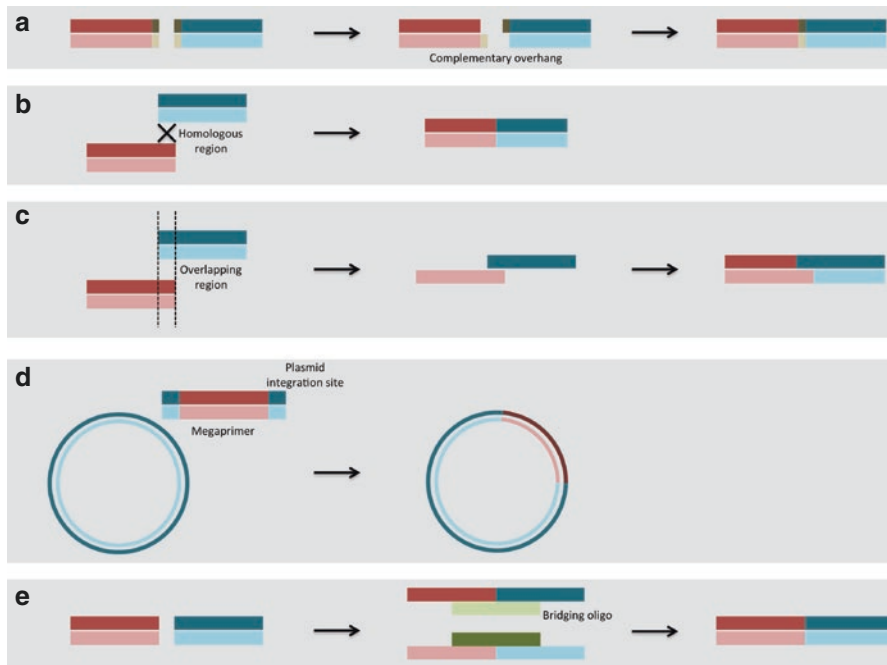 a
Complementary overhang
b
Homologous
region
c
Overlapping
region
d
Plasmid
integration site
Megaprimer
e
Bridging oligo